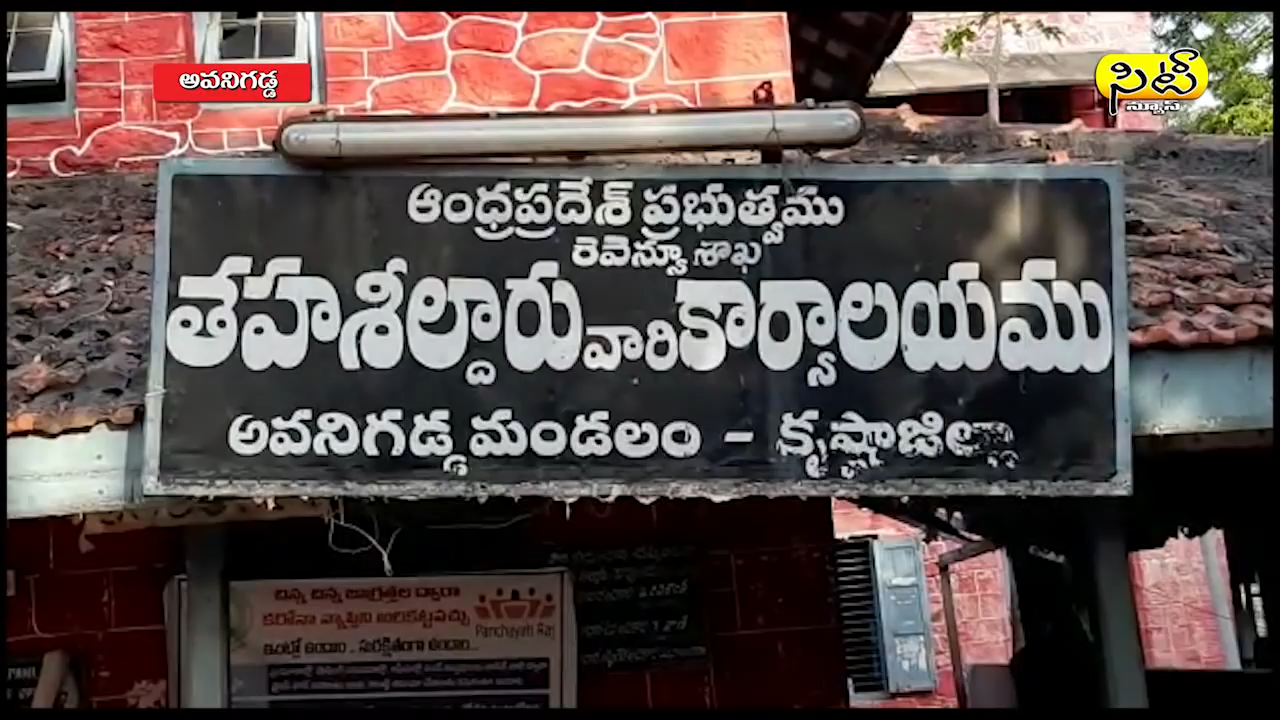 అవనిగడ్డ
సిటీ
న్యూస్
ఆంధ్రప్రదేశ్ ప్రభుత్వము
రెవెన్యూ శాఖ
తహశీల్దారు వారి కార్యాలయము
అవనిగడ్డ మండలం - కృష్ణాజిల్లా
చిన్న చిన్న జాగ్రత్తల ద్వారా
కరోనా వ్యాప్తిని అరికట్టవచ్చు
Panchayati Raj
ఇంట్లో ఉందాం .. సురక్షితంగా ఉందాం...